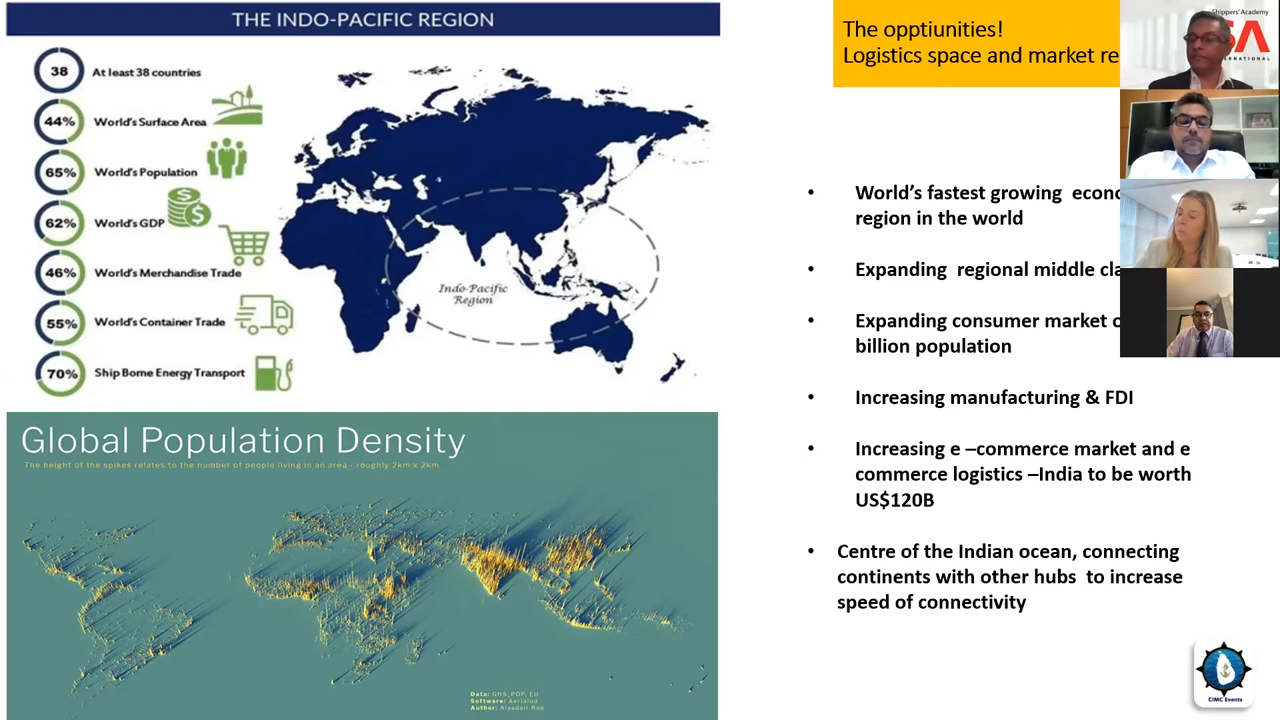 THE INDO-PACIFIC REGION
38 At least 38 countries
44% World's Surface Area
65% World's Population
62% World's GDP
46% World's Merchandise Trade
55% World's Container Trade
70% Ship Borne Energy Transport
Indo-Pacific
Region
Global Population Density
The height of the spikes relates to the number of people living in an area - roughly 2km x 2km
Data: GHS_POP, EU
Software: Aerialod
Author: Alasdair Rae
The opptiunities!
Logistics space and market re
• World's fastest growing econo
region in the world
• Expanding regional middle cla
• Expanding consumer market
billion population
• Increasing manufacturing & FDI
• Increasing e –commerce market and e
commerce logistics –India to be worth
US$120B
• Centre of the Indian ocean, connecting
continents with other hubs to increase
speed of connectivity
Shippers' Academy
CIMC Events